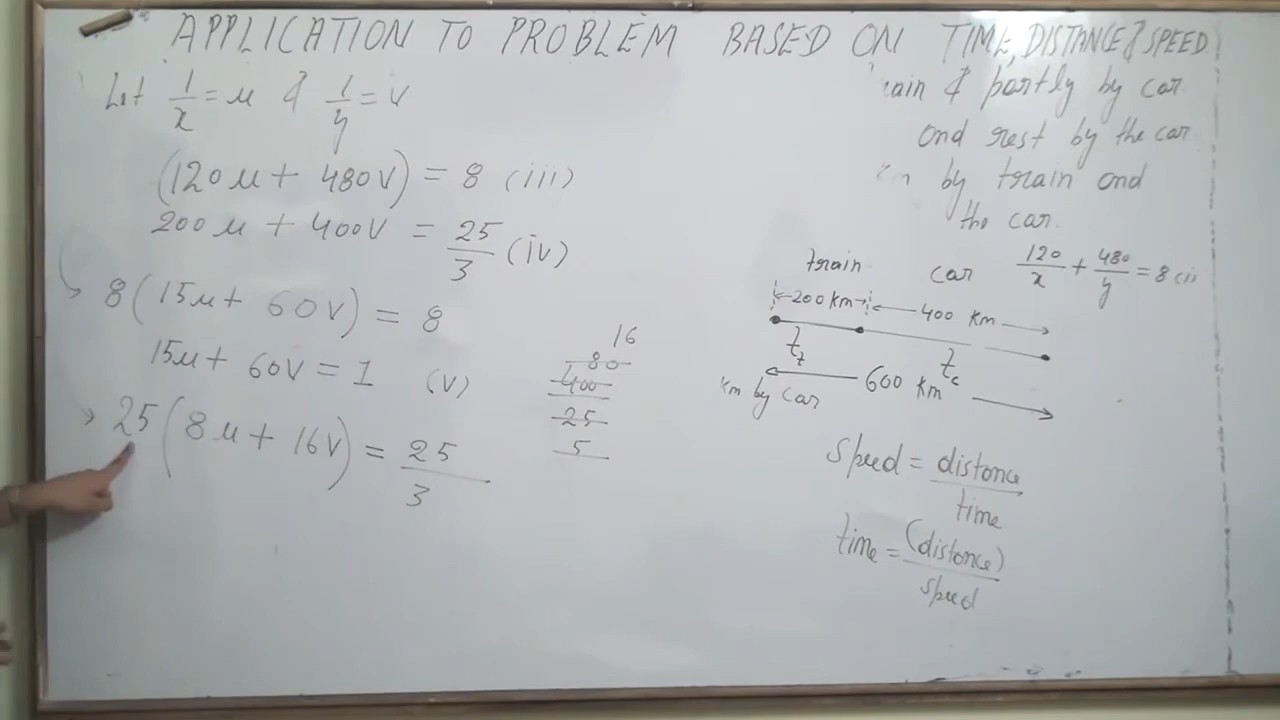 APPLICATION TO PROBLEM BASED ON TIME, DISTANCE & SPEED
Let 1/x = u & 1/y = v
(120u + 480v) = 8 (iii)
200u + 400v = 25/3 (iv)
8(15u + 60v) = 8
15u + 60v = 1 (v)
25(8u + 16v) = 25/3
16
80
400
25
5
ain & partly by car
and rest by the car
km by train and
the car.
train car 120/x + 480/y = 8 (i
200 km 400 km
t_t t_c
600 km
km by car
Speed = distance/time
time = (distance)/speed